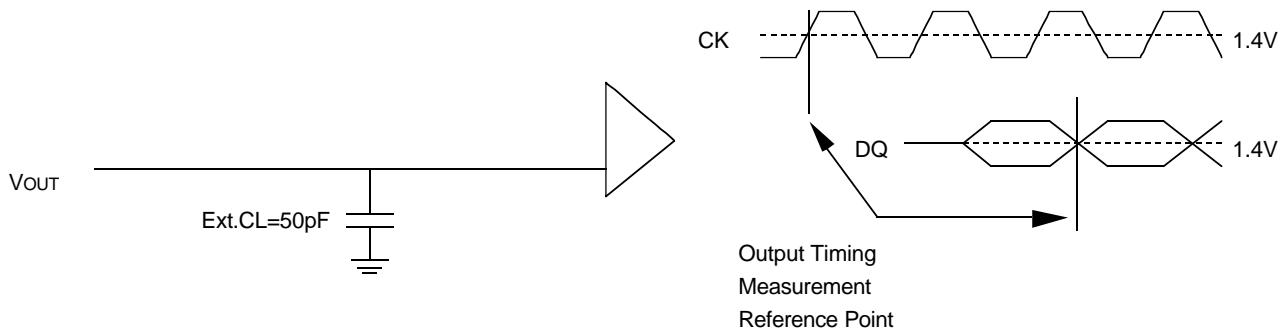 CK
1.4V
DQ
1.4V
VOUT
Ext.CL=50pF
Output Timing
Measurement
Reference Point